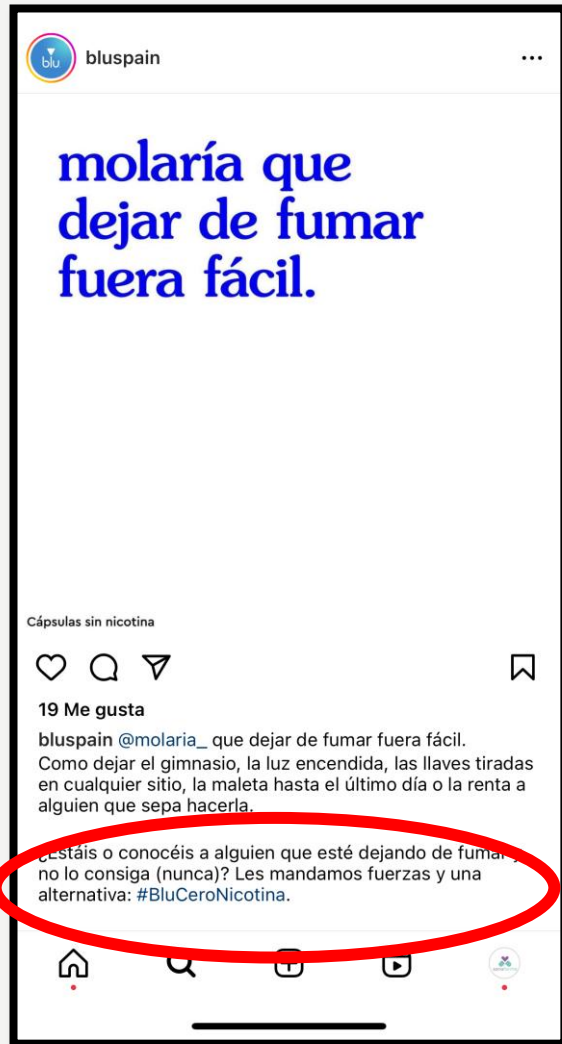 blu
bluspain
molaría que
dejar de fumar
fuera fácil.
Cápsulas sin nicotina
19 Me gusta
bluspain @molaria_ que dejar de fumar fuera fácil.
Como dejar el gimnasio, la luz encendida, las llaves tiradas
en cualquier sitio, la maleta hasta el último día o la renta a
alguien que sepa hacerla.
¿Estáis o conocéis a alguien que esté dejando de fumar y
no lo consiga (nunca)? Les mandamos fuerzas y una
alternativa: #BluCeroNicotina.